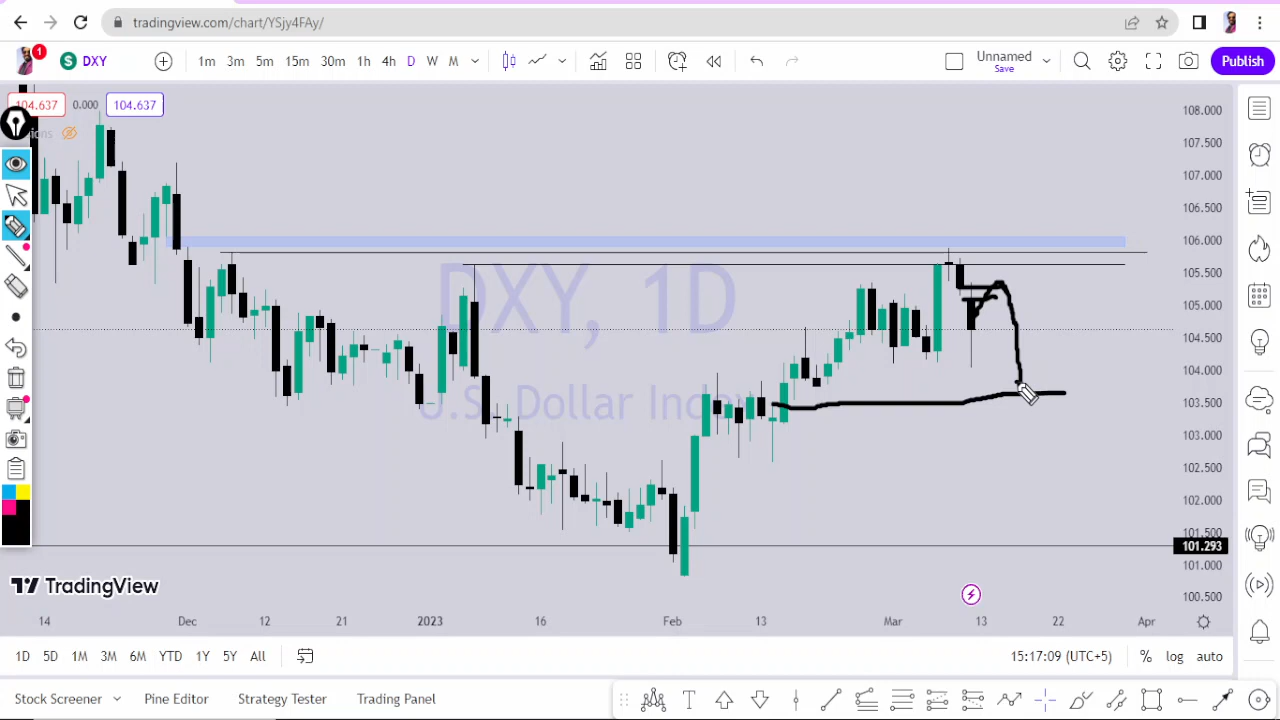 tradingview.com/chart/YSjy4FAy/
1
S DXY 1m 3m 5m 15m 30m 1h 4h D W M Unnamed Save Publish
104.637 0.000 104.637
ions
108.000
107.500
107.000
106.500
106.000
105.500
105.000
104.500
104.000
103.500
103.000
102.500
102.000
101.500
101.293
101.000
100.500
DXY, 1D
U.S. Dollar Index
TradingView
14 Dec 12 21 2023 16 Feb 13 Mar 13 22 Apr
1D 5D 1M 3M 6M YTD 1Y 5Y All 15:17:09 (UTC+5) % log auto
Stock Screener Pine Editor Strategy Tester Trading Panel